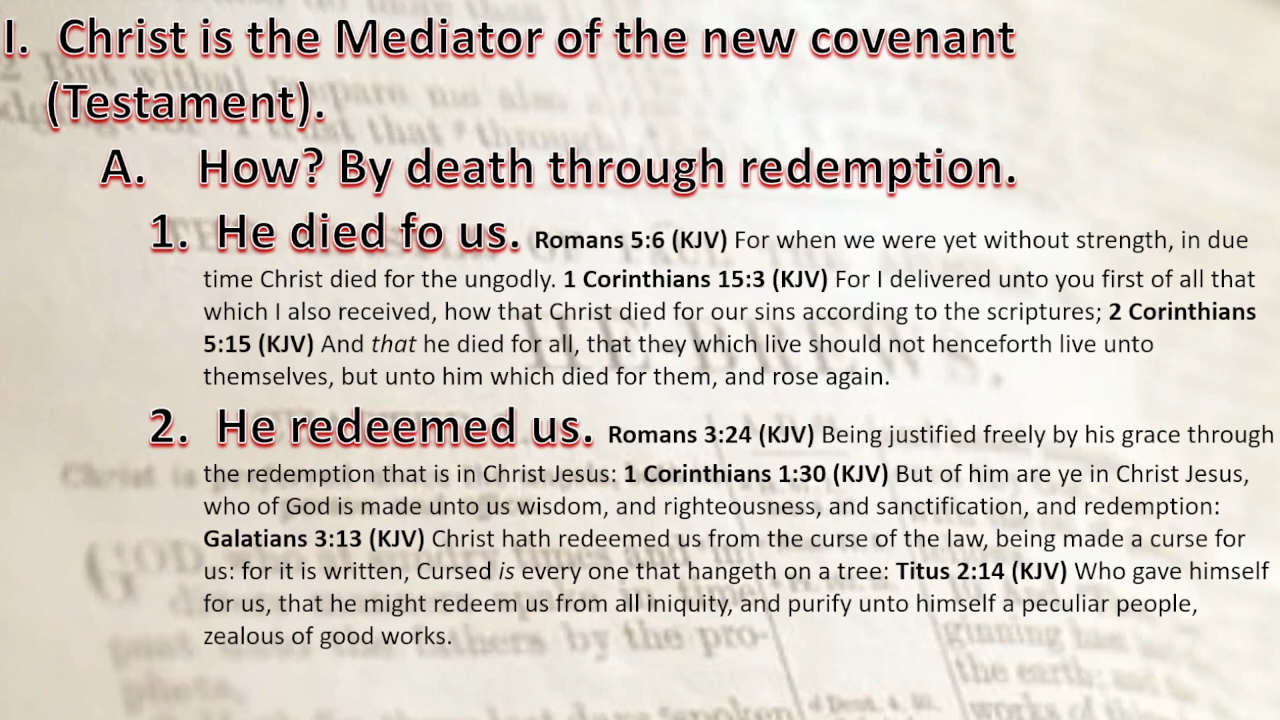 I. Christ is the Mediator of the new covenant
(Testament).
A. How? By death through redemption.
1. He died fo us. Romans 5:6 (KJV) For when we were yet without strength, in due
time Christ died for the ungodly. 1 Corinthians 15:3 (KJV) For I delivered unto you first of all that
which I also received, how that Christ died for our sins according to the scriptures; 2 Corinthians
5:15 (KJV) And that he died for all, that they which live should not henceforth live unto
themselves, but unto him which died for them, and rose again.
2. He redeemed us. Romans 3:24 (KJV) Being justified freely by his grace through
the redemption that is in Christ Jesus: 1 Corinthians 1:30 (KJV) But of him are ye in Christ Jesus,
who of God is made unto us wisdom, and righteousness, and sanctification, and redemption:
Galatians 3:13 (KJV) Christ hath redeemed us from the curse of the law, being made a curse for
us: for it is written, Cursed is every one that hangeth on a tree: Titus 2:14 (KJV) Who gave himself
for us, that he might redeem us from all iniquity, and purify unto himself a peculiar people,
zealous of good works.